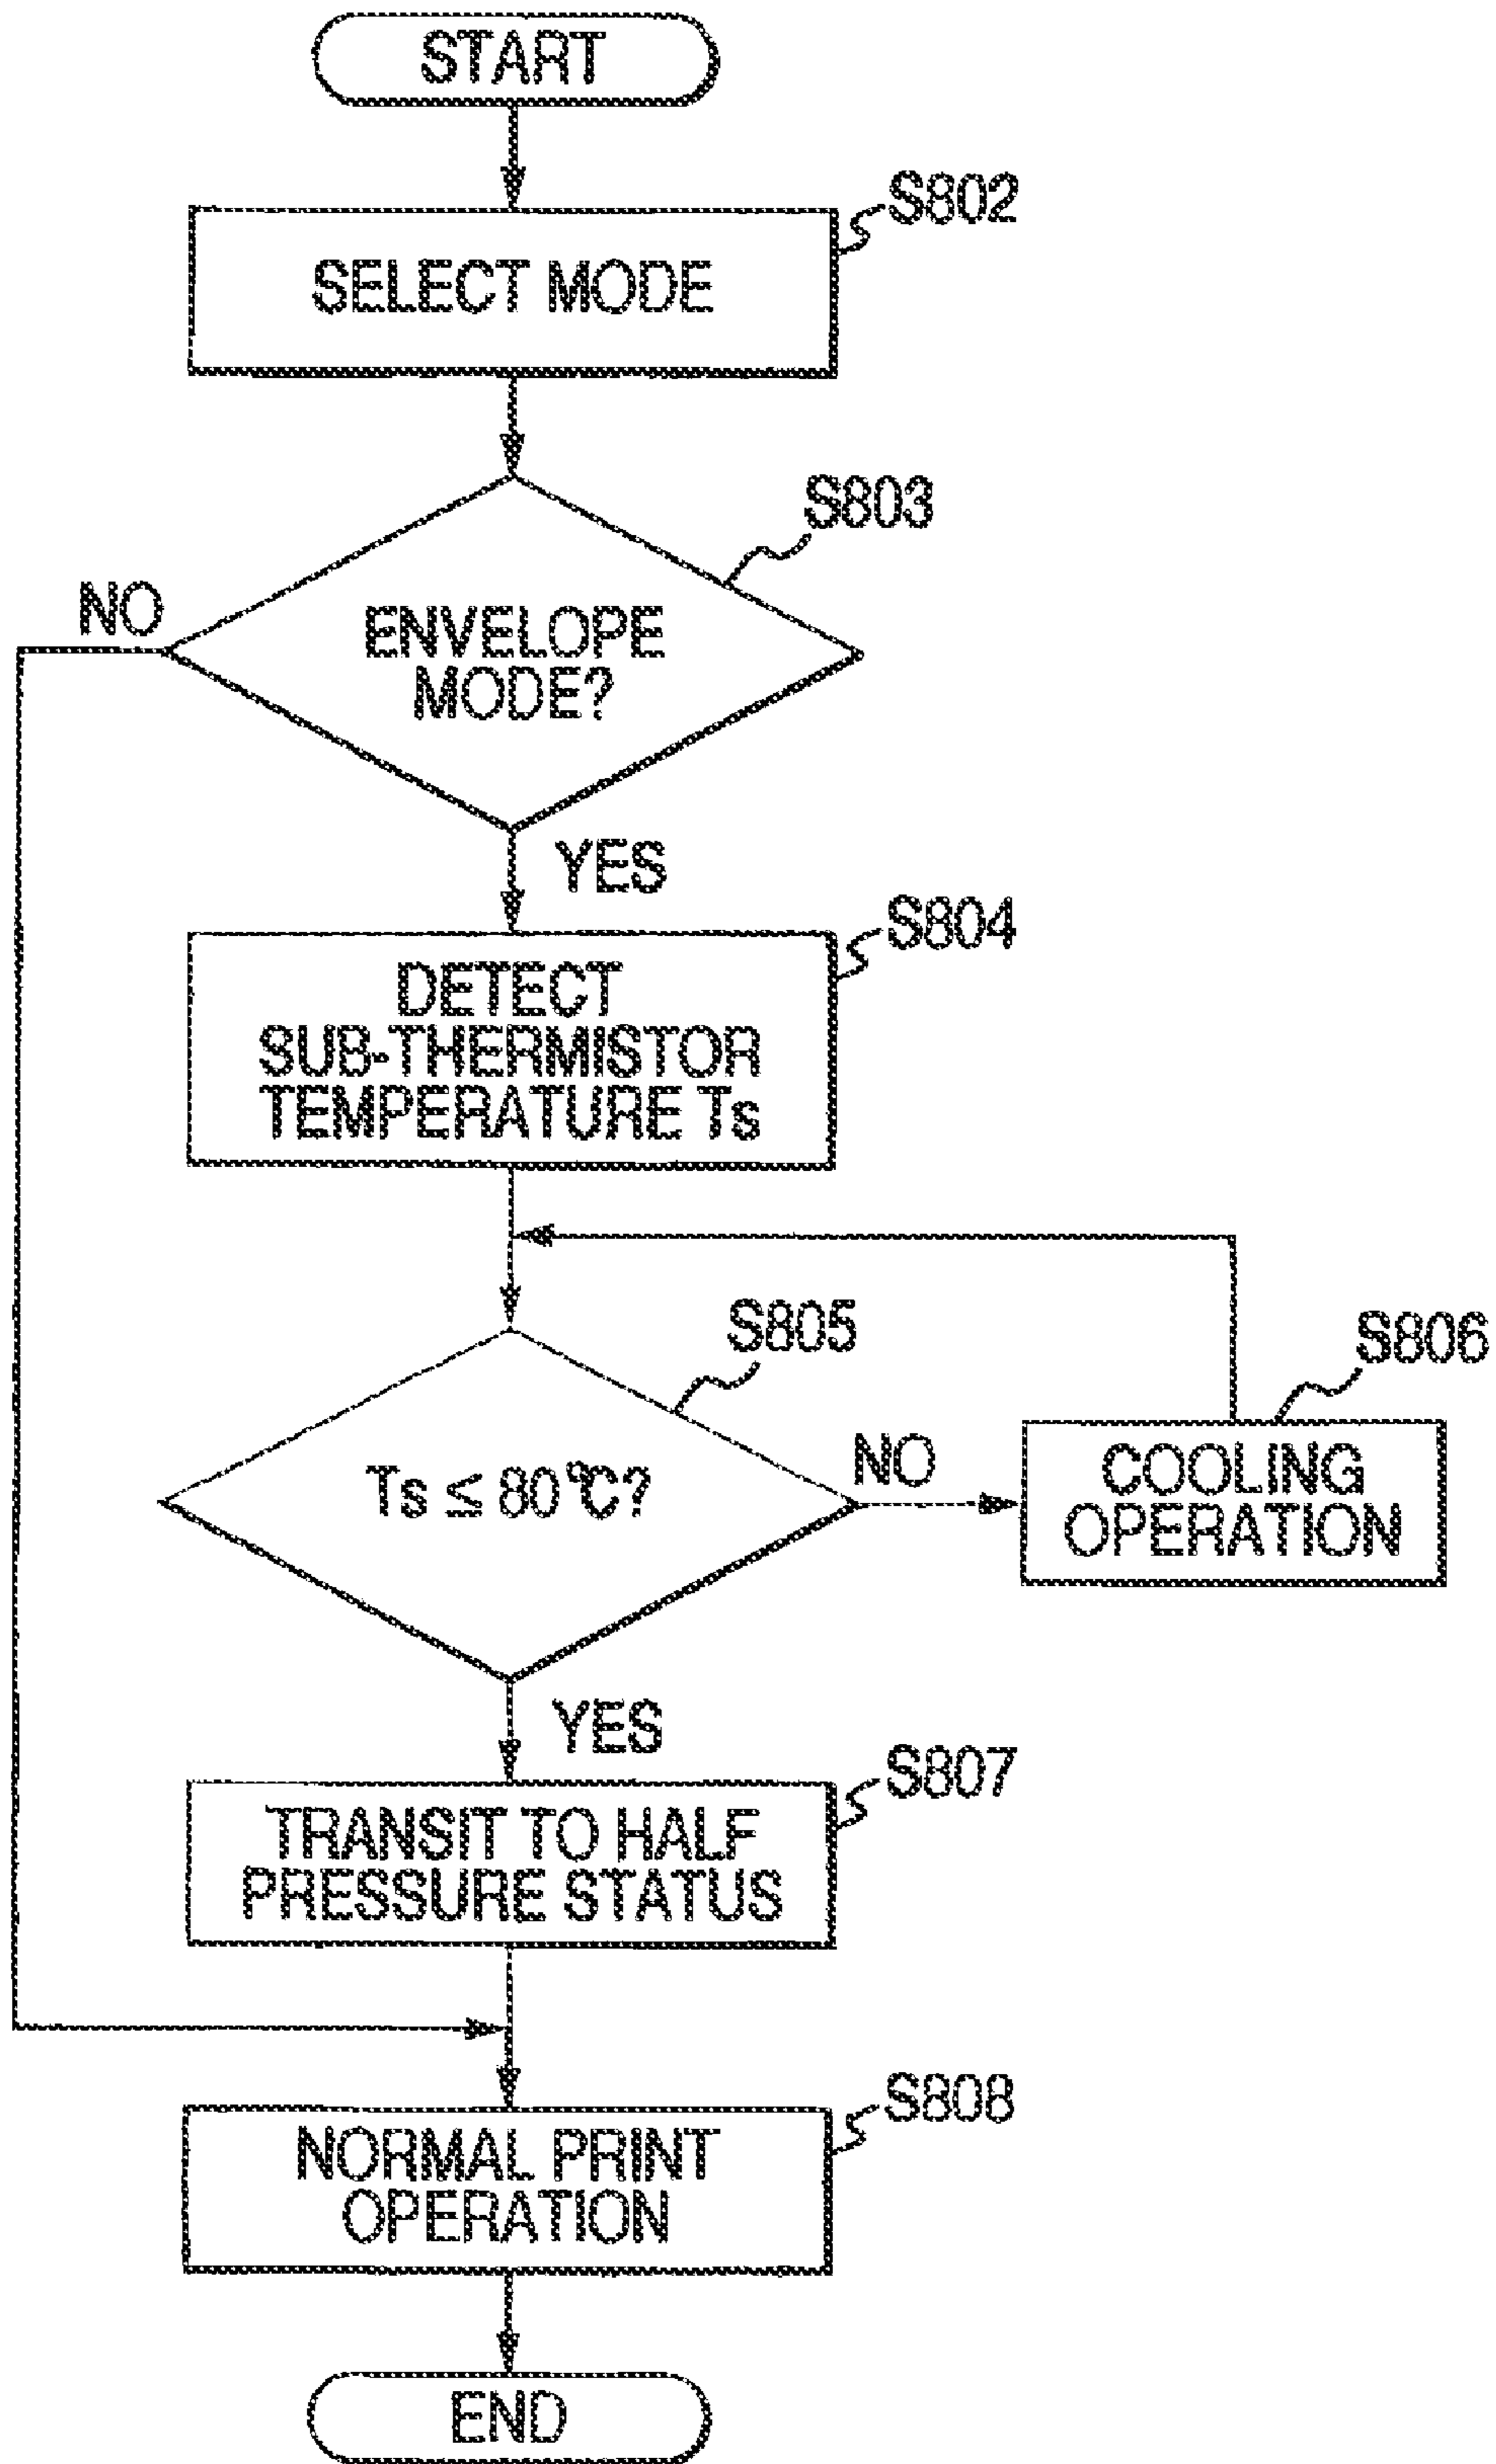 START
S802
SELECT MODE
S803
NO
ENVELOPE
MODE?
YES
S804
DETECT
SUB-THERMISTOR
TEMPERATURE Ts
S805
S806
Ts ≤ 80℃?
NO
COOLING
OPERATION
YES
S807
TRANSIT TO HALF
PRESSURE STATUS
S808
NORMAL PRINT
OPERATION
END